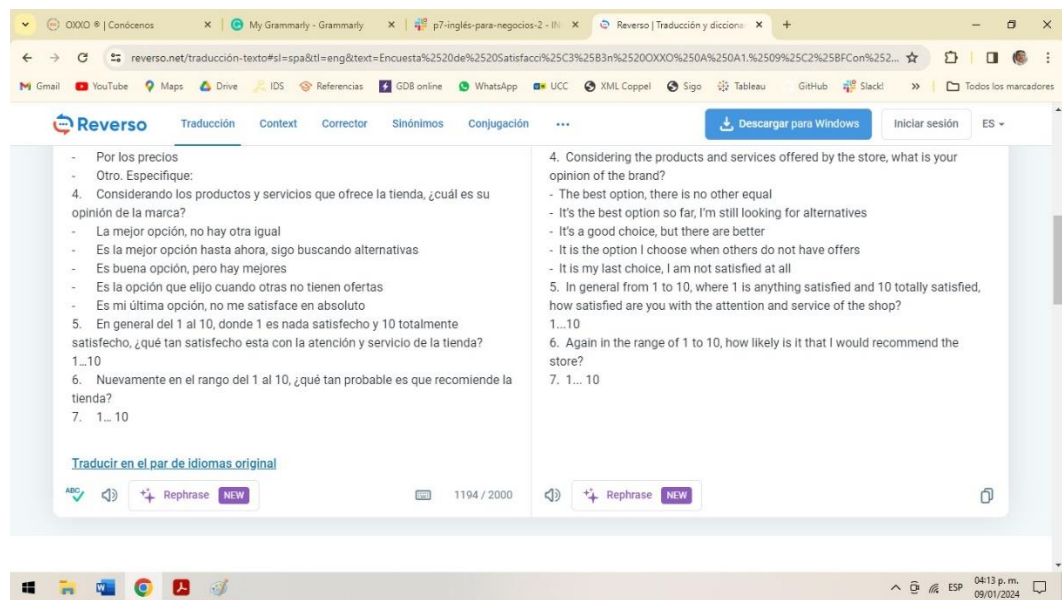 OXXO ® | Conócenos
My Grammarly - Grammarly
p7-inglés-para-negocios-2 - IN
Reverso | Traducción y dicciona
reverso.net/traducción-texto#sl=spa&tl=eng&text=Encuesta%2520de%2520Satisfacci%25C3%25B3n%2520OXXO%250A%250A1.%2509%25C2%25BFCon%252...
Gmail YouTube Maps Drive IDS Referencias GDB online WhatsApp UCC XML Coppel Sigo Tableau GitHub Slack! » Todos los marcadores
Reverso Traducción Context Corrector Sinónimos Conjugación ... Descargar para Windows Iniciar sesión ES
- Por los precios
- Otro. Especifique:
4. Considerando los productos y servicios que ofrece la tienda, ¿cuál es su
opinión de la marca?
- La mejor opción, no hay otra igual
- Es la mejor opción hasta ahora, sigo buscando alternativas
- Es buena opción, pero hay mejores
- Es la opción que elijo cuando otras no tienen ofertas
- Es mi última opción, no me satisface en absoluto
5. En general del 1 al 10, donde 1 es nada satisfecho y 10 totalmente
satisfecho, ¿qué tan satisfecho esta con la atención y servicio de la tienda?
1…10
6. Nuevamente en el rango del 1 al 10, ¿qué tan probable es que recomiende la
tienda?
7. 1… 10
Traducir en el par de idiomas original
ABC Rephrase NEW 1194 / 2000
4. Considering the products and services offered by the store, what is your
opinion of the brand?
- The best option, there is no other equal
- It's the best option so far, I'm still looking for alternatives
- It's a good choice, but there are better
- It is the option I choose when others do not have offers
- It is my last choice, I am not satisfied at all
5. In general from 1 to 10, where 1 is anything satisfied and 10 totally satisfied,
how satisfied are you with the attention and service of the shop?
1...10
6. Again in the range of 1 to 10, how likely is it that I would recommend the
store?
7. 1... 10
Rephrase NEW
ESP
04:13 p. m.
09/01/2024